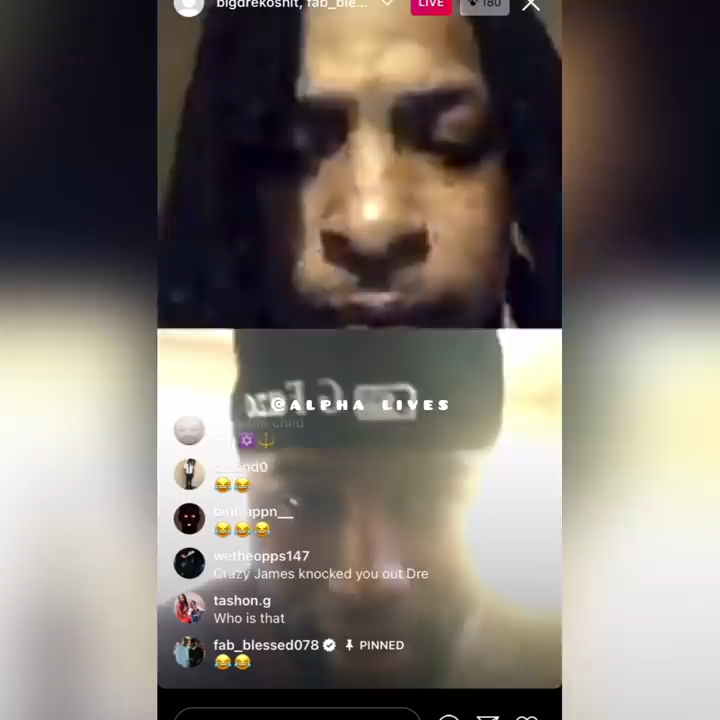 bigdrekoshit, fab_ble...
LIVE
180
@ALPHA LIVES
child
😂😂
😂😂😂
wetheopps147
Crazy James knocked you out Dre
tashon.g
Who is that
fab_blessed078 PINNED
😂😂